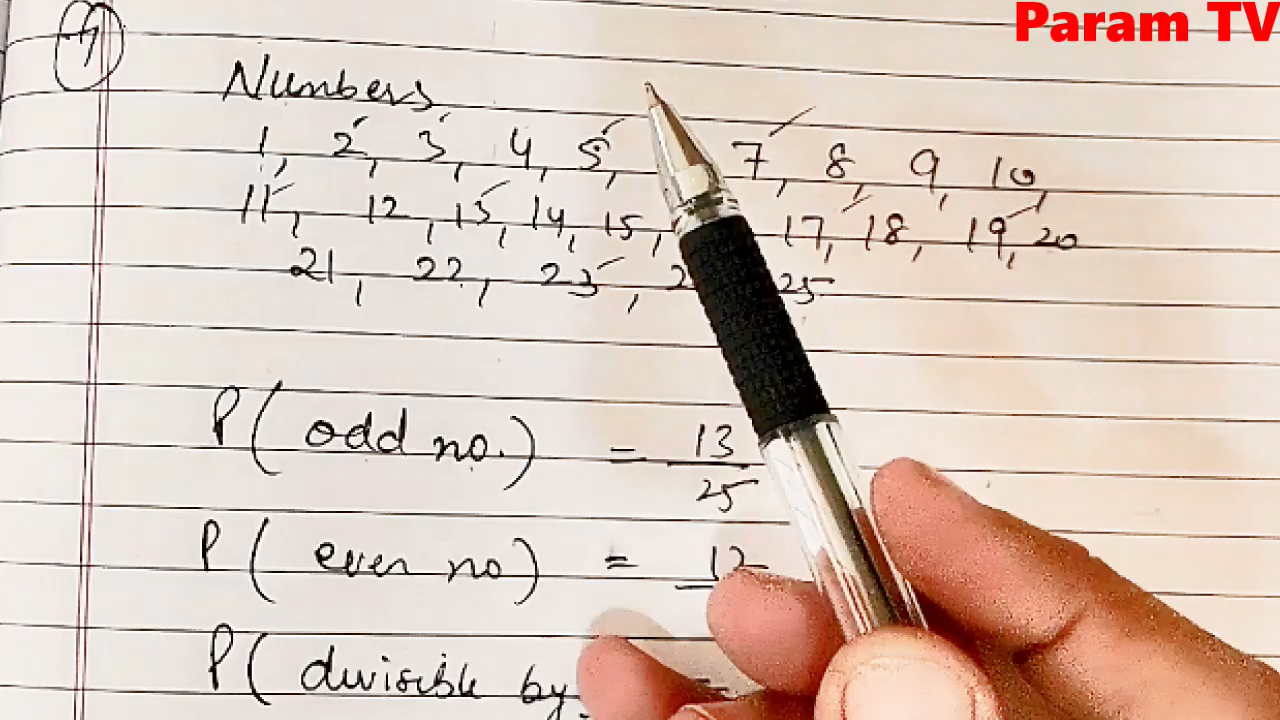 Param TV
7
Numbers
1, 2, 3, 4, 5, 7, 8, 9, 10,
11, 12, 13, 14, 15, 17, 18, 19, 20
21, 22, 23, 25
P( odd no.) = 13/25
P( even no) = 12
P( divisible by